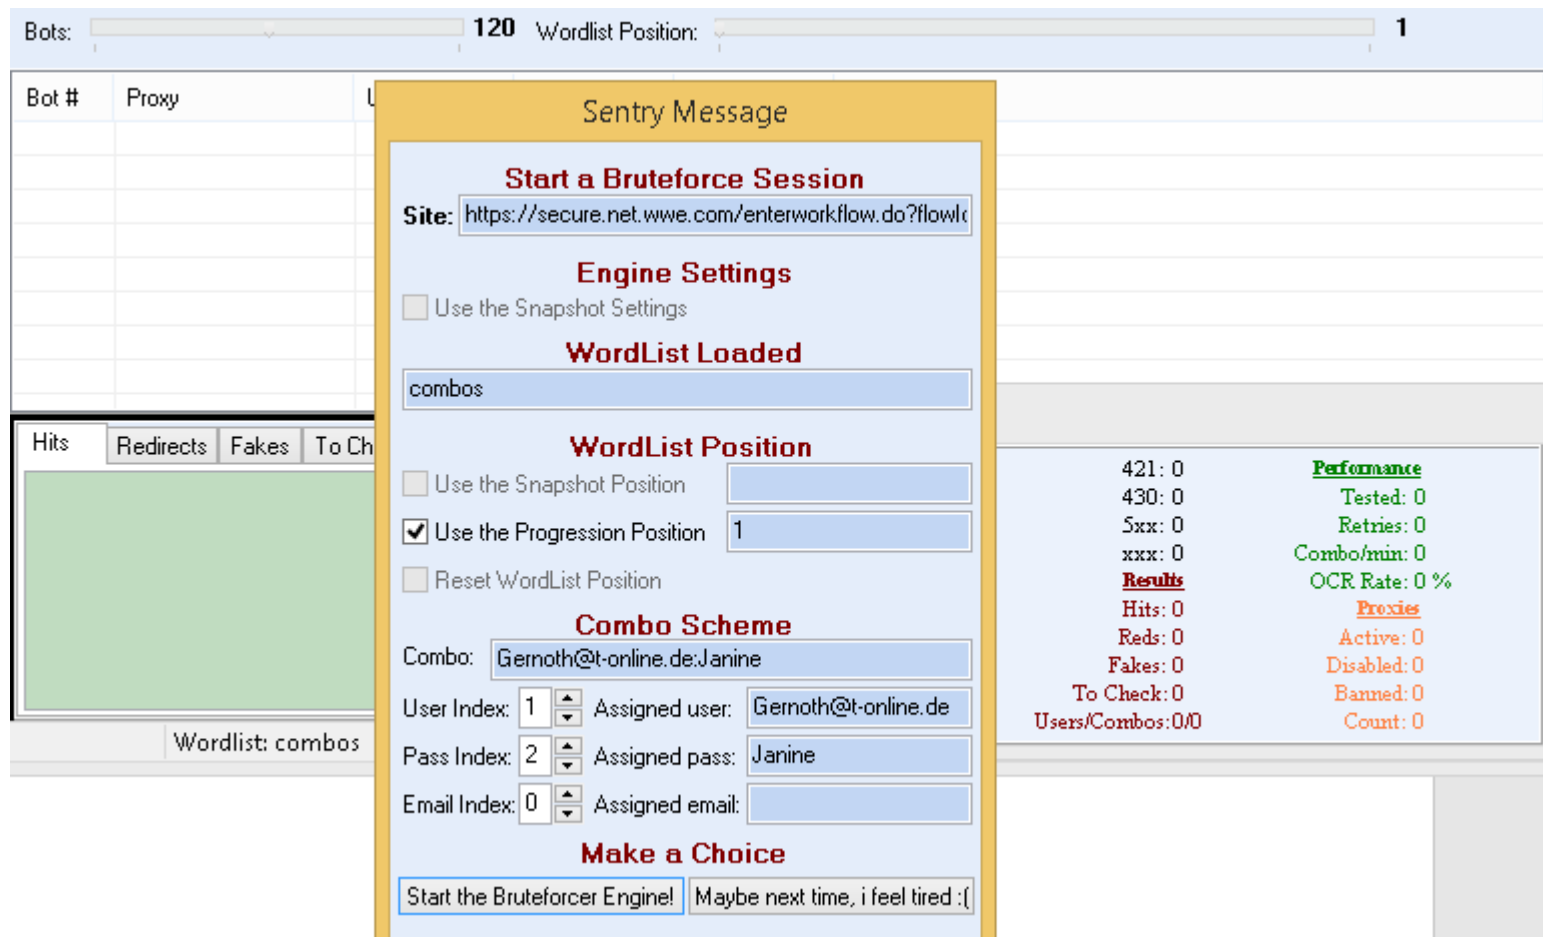 Bots: 120 Wordlist Position: 1
Bot # Proxy
Sentry Message
Start a Bruteforce Session
Site: https://secure.net.wwe.com/enterworkflow.do?flow
Engine Settings
Use the Snapshot Settings
WordList Loaded
combos
WordList Position
Use the Snapshot Position
Use the Progression Position 1
Reset WordList Position
Combo Scheme
Combo: Gernoth@t-online.de:Janine
User Index: 1 Assigned user: Gernoth@t-online.de
Pass Index: 2 Assigned pass: Janine
Email Index: 0 Assigned email:
Make a Choice
Start the Bruteforcer Engine! Maybe next time, i feel tired :(
Hits Redirects Fakes To Ch
Wordlist: combos
421: 0 Performance
430: 0 Tested: 0
5xx: 0 Retries: 0
xxx: 0 Combo/min: 0
Results OCR Rate: 0 %
Hits: 0 Proxies
Reds: 0 Active: 0
Fakes: 0 Disabled: 0
To Check: 0 Banned: 0
Users/Combos:0/0 Count: 0